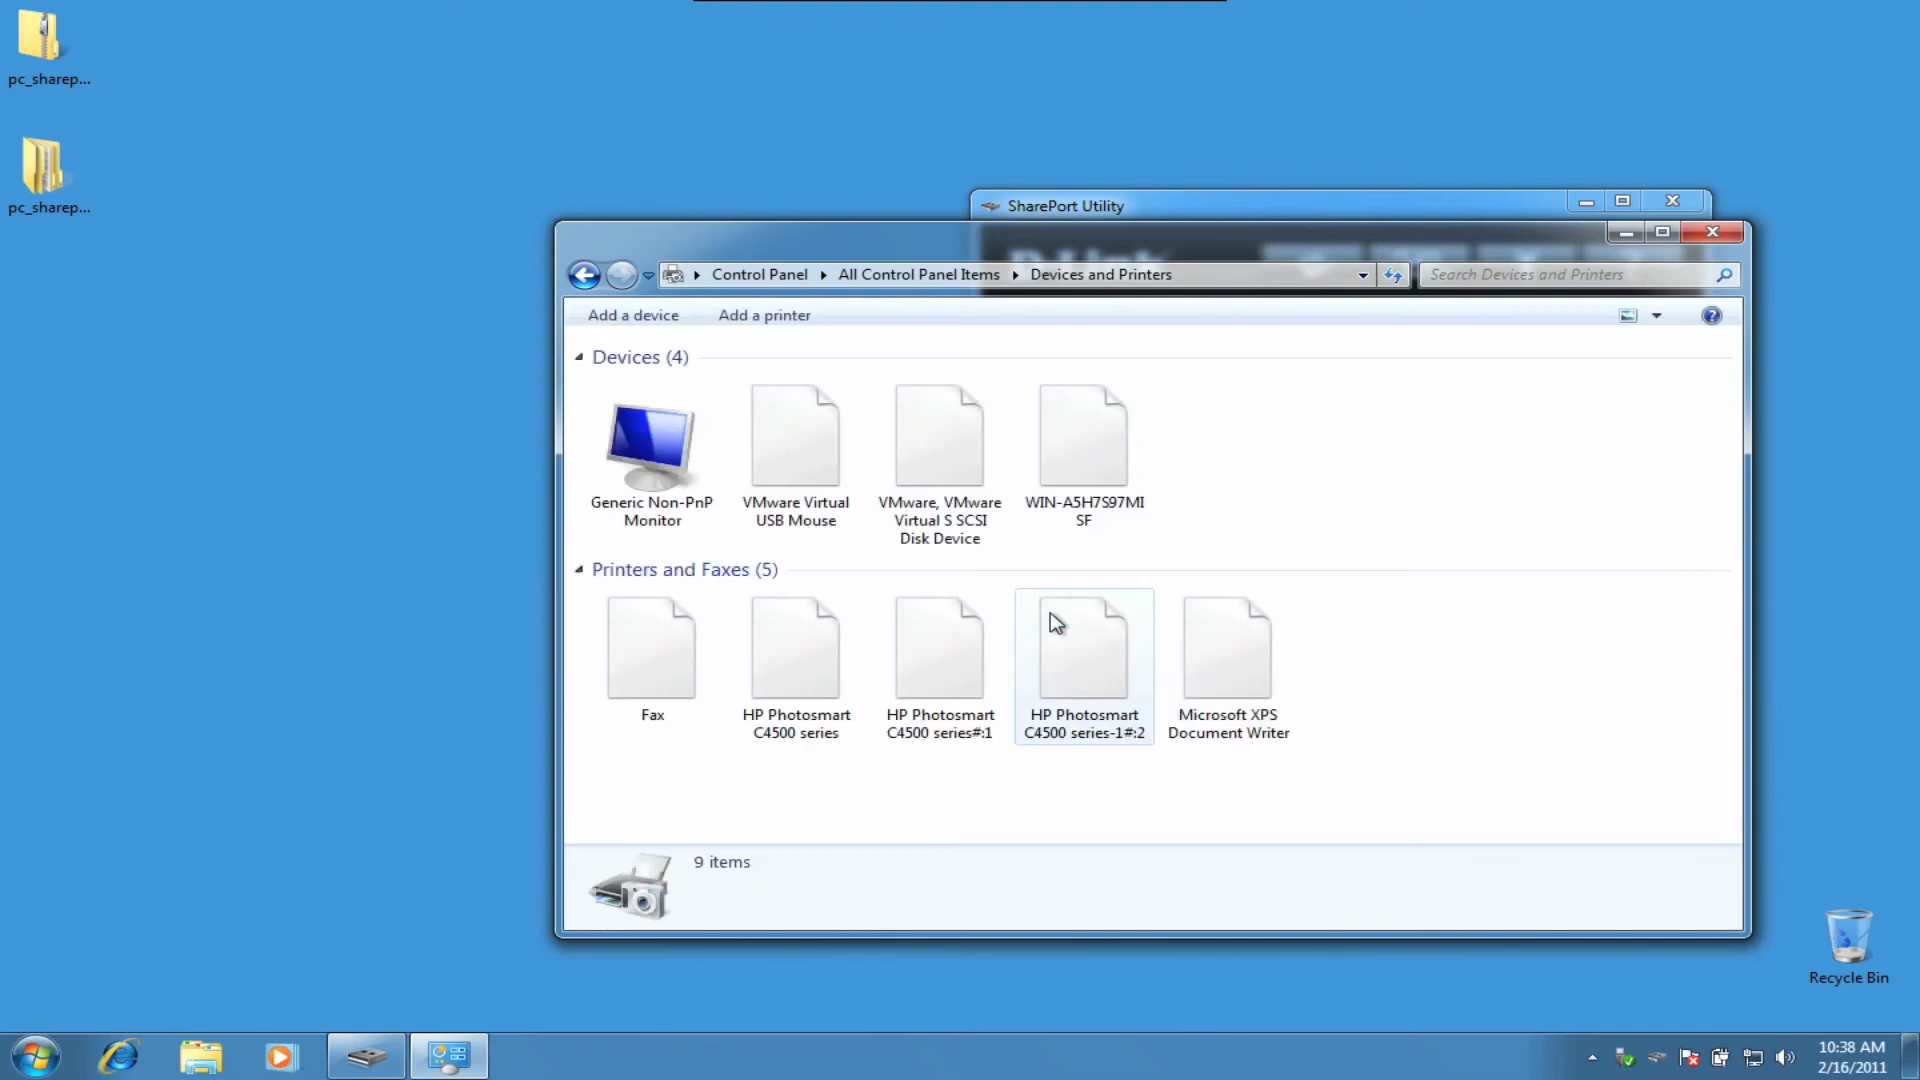 pc_sharep...
pc_sharep...
SharePort Utility
Control Panel
All Control Panel Items
Devices and Printers
Search Devices and Printers
Add a device
Add a printer
Devices (4)
Generic Non-PnP
Monitor
VMware Virtual
USB Mouse
VMware, VMware
Virtual S SCSI
Disk Device
WIN-A5H7S97MI
SF
Printers and Faxes (5)
Fax
HP Photosmart
C4500 series
HP Photosmart
C4500 series#:1
HP Photosmart
C4500 series-1#:2
Microsoft XPS
Document Writer
9 items
Recycle Bin
10:38 AM
2/16/2011